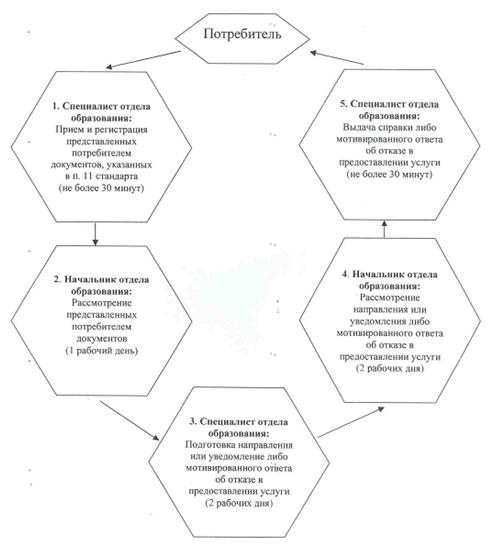 Потребитель
1. Специалист отдела
образования:
Прием и регистрация
представленных
потребителем
документов, указанных
в п. 11 стандарта
(не более 30 минут)
2. Начальник отдела
образования:
Рассмотрение
представленных
потребителем
документов
(1 рабочий день)
3. Специалист отдела
образования:
Подготовка направления
или уведомление либо
мотивированного ответа
об отказе в
предоставлении услуги
(2 рабочих дня)
4. Начальник отдела
образования:
Рассмотрение
направления или
уведомления либо
мотивированного ответа
об отказе в
предоставлении услуги
(2 рабочих дня)
5. Специалист отдела
образования:
Выдача справки либо
мотивированного ответа
об отказе в
предоставлении услуги
(не более 30 минут)